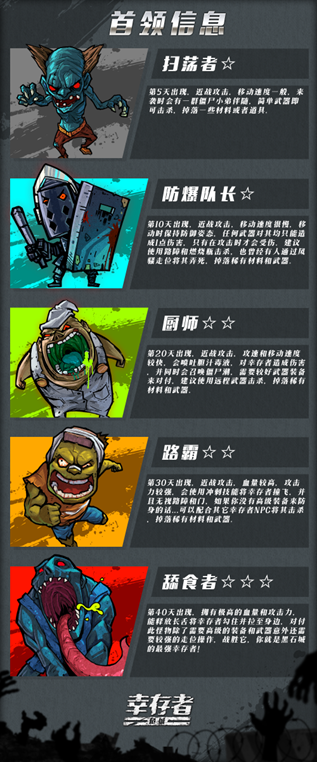 首领信息
扫荡者☆
第5天出现，近战攻击，移动速度一般，来
袭时会有一群僵尸小弟伴随，简单武器即
可击杀，掉落一些材料或者道具.
防爆队长☆
第10天出现，近战攻击，移动速度很慢，移
动时保持防御姿态，任何武器对其均只能造
成1点伤害，只有在攻击时才会受伤，建议
使用路障和燃烧瓶击杀，也曾经有人通过风
骚走位将其弄死，掉落稀有材料和武器.
厨师☆☆
第20天出现，近战攻击，攻速和移动速度
较快，会喷吐胆汁毒液，对幸存者造成伤害
，并同时会召唤僵尸潮，需要较好武器装备
来对付，建议使用远程武器击杀，掉落稀有
材料和武器.
路霸☆☆
第30天出现，近战攻击，血量较高，攻击
力较强，会使用冲刺技能将幸存者撞飞，并
且无视路障和门，如果你没有高级装备来防
身的话...可以配合其它幸存者NPC将其击杀
，掉落稀有材料和武器.
舔食者☆☆☆
第40天出现，拥有极高的血量和攻击力，
能释放长舌将幸存者勾住并拉至身边，对付
此怪物除了需要高级的装备和武器意外还需
要较强的走位操作，战胜它，你就是黑石城
的最强幸存者！
幸存者